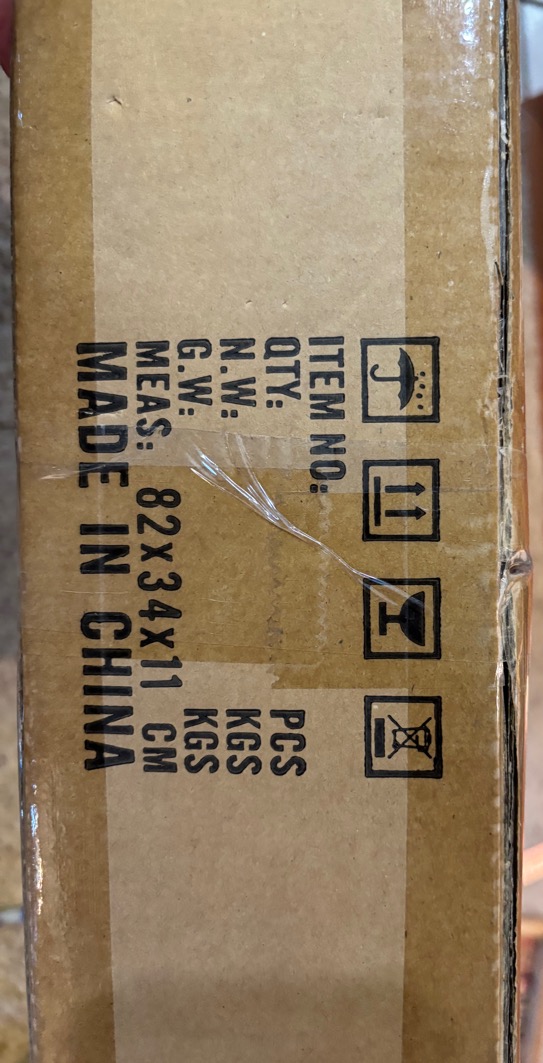 ITEM NO:
QTY.: PCS
N.W.: KGS
G.W.: KGS
MEAS: 82x34x11 CM
MADE IN CHINA